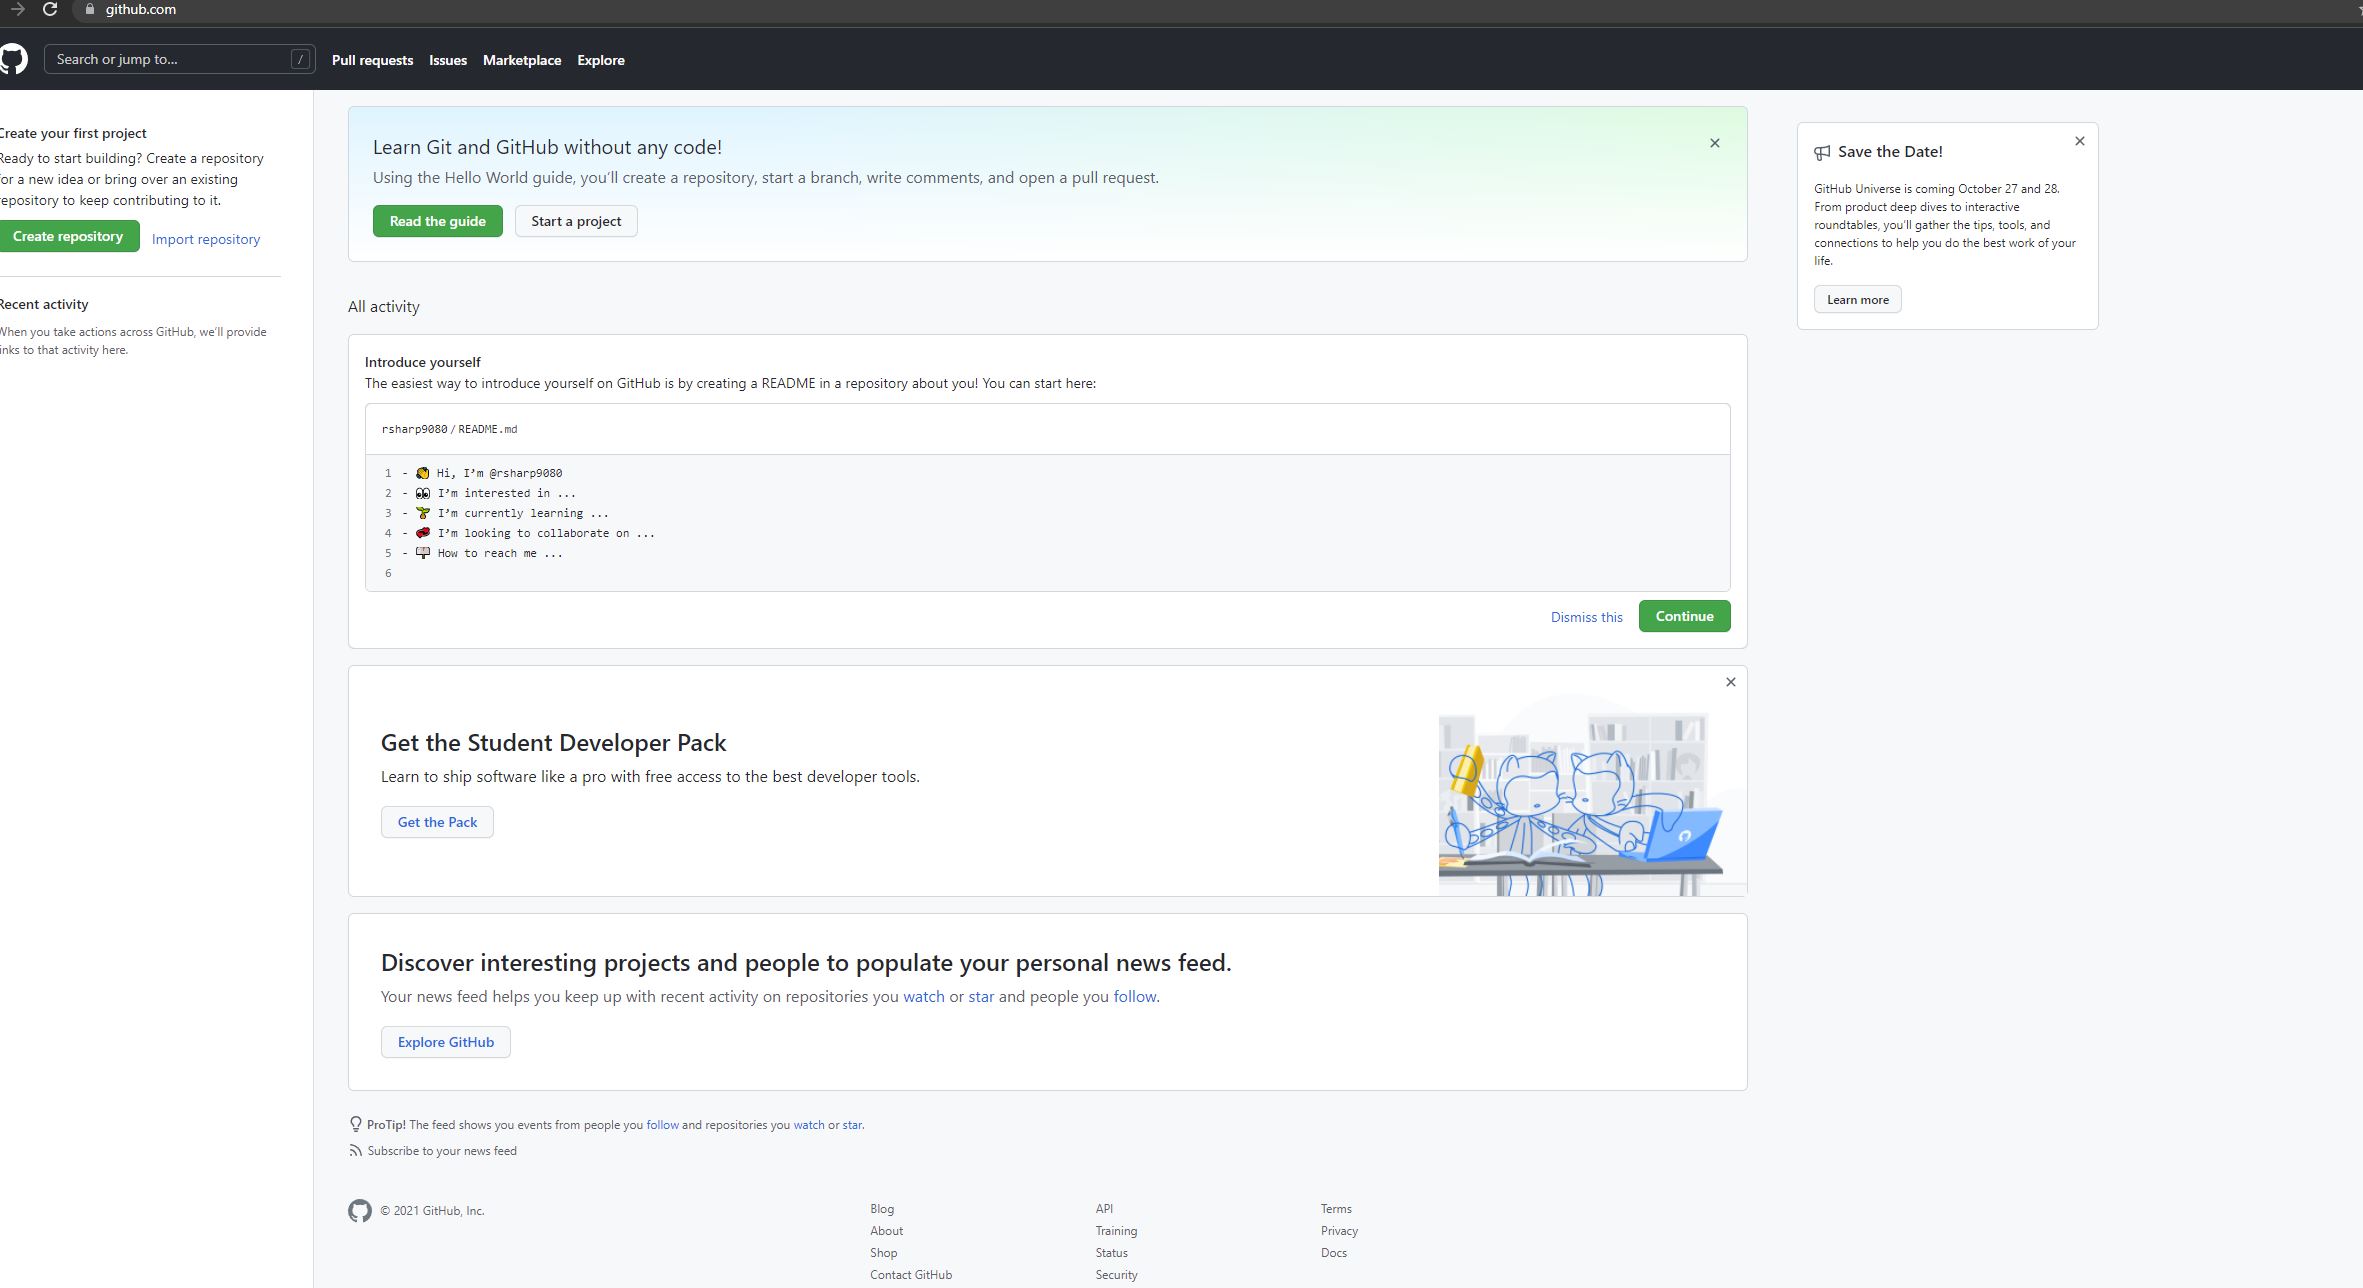 github.com
Search or jump to... /
Pull requests Issues Marketplace Explore
Create your first project
Ready to start building? Create a repository
for a new idea or bring over an existing
repository to keep contributing to it.
Create repository Import repository
Recent activity
When you take actions across GitHub, we'll provide
links to that activity here.
Learn Git and GitHub without any code!
Using the Hello World guide, you'll create a repository, start a branch, write comments, and open a pull request.
Read the guide Start a project
All activity
Introduce yourself
The easiest way to introduce yourself on GitHub is by creating a README in a repository about you! You can start here:
rsharp9080/README.md
1 - 👋 Hi, I’m @rsharp9080
2 - 👀 I’m interested in ...
3 - 🌱 I’m currently learning ...
4 - 💞️ I’m looking to collaborate on ...
5 - 📫 How to reach me ...
6
Dismiss this Continue
Get the Student Developer Pack
Learn to ship software like a pro with free access to the best developer tools.
Get the Pack
Discover interesting projects and people to populate your personal news feed.
Your news feed helps you keep up with recent activity on repositories you watch or star and people you follow.
Explore GitHub
ProTip! The feed shows you events from people you follow and repositories you watch or star.
Subscribe to your news feed
Save the Date!
GitHub Universe is coming October 27 and 28.
From product deep dives to interactive
roundtables, you'll gather the tips, tools, and
connections to help you do the best work of your
life.
Learn more
© 2021 GitHub, Inc.
Blog
About
Shop
Contact GitHub
API
Training
Status
Security
Terms
Privacy
Docs